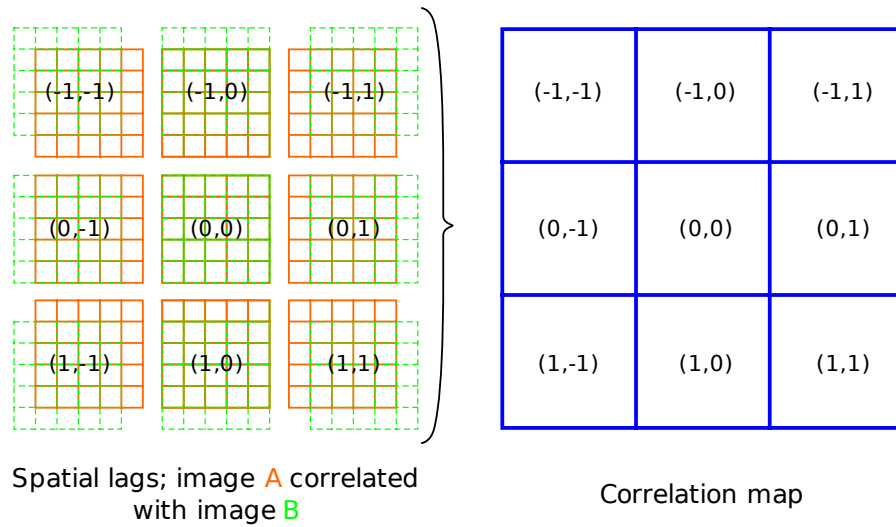 (-1,-1) (-1,0) (-1,1)
(0,-1) (0,0) (0,1)
(1,-1) (1,0) (1,1)
Spatial lags; image A correlated
with image B
(-1,-1) (-1,0) (-1,1)
(0,-1) (0,0) (0,1)
(1,-1) (1,0) (1,1)
Correlation map